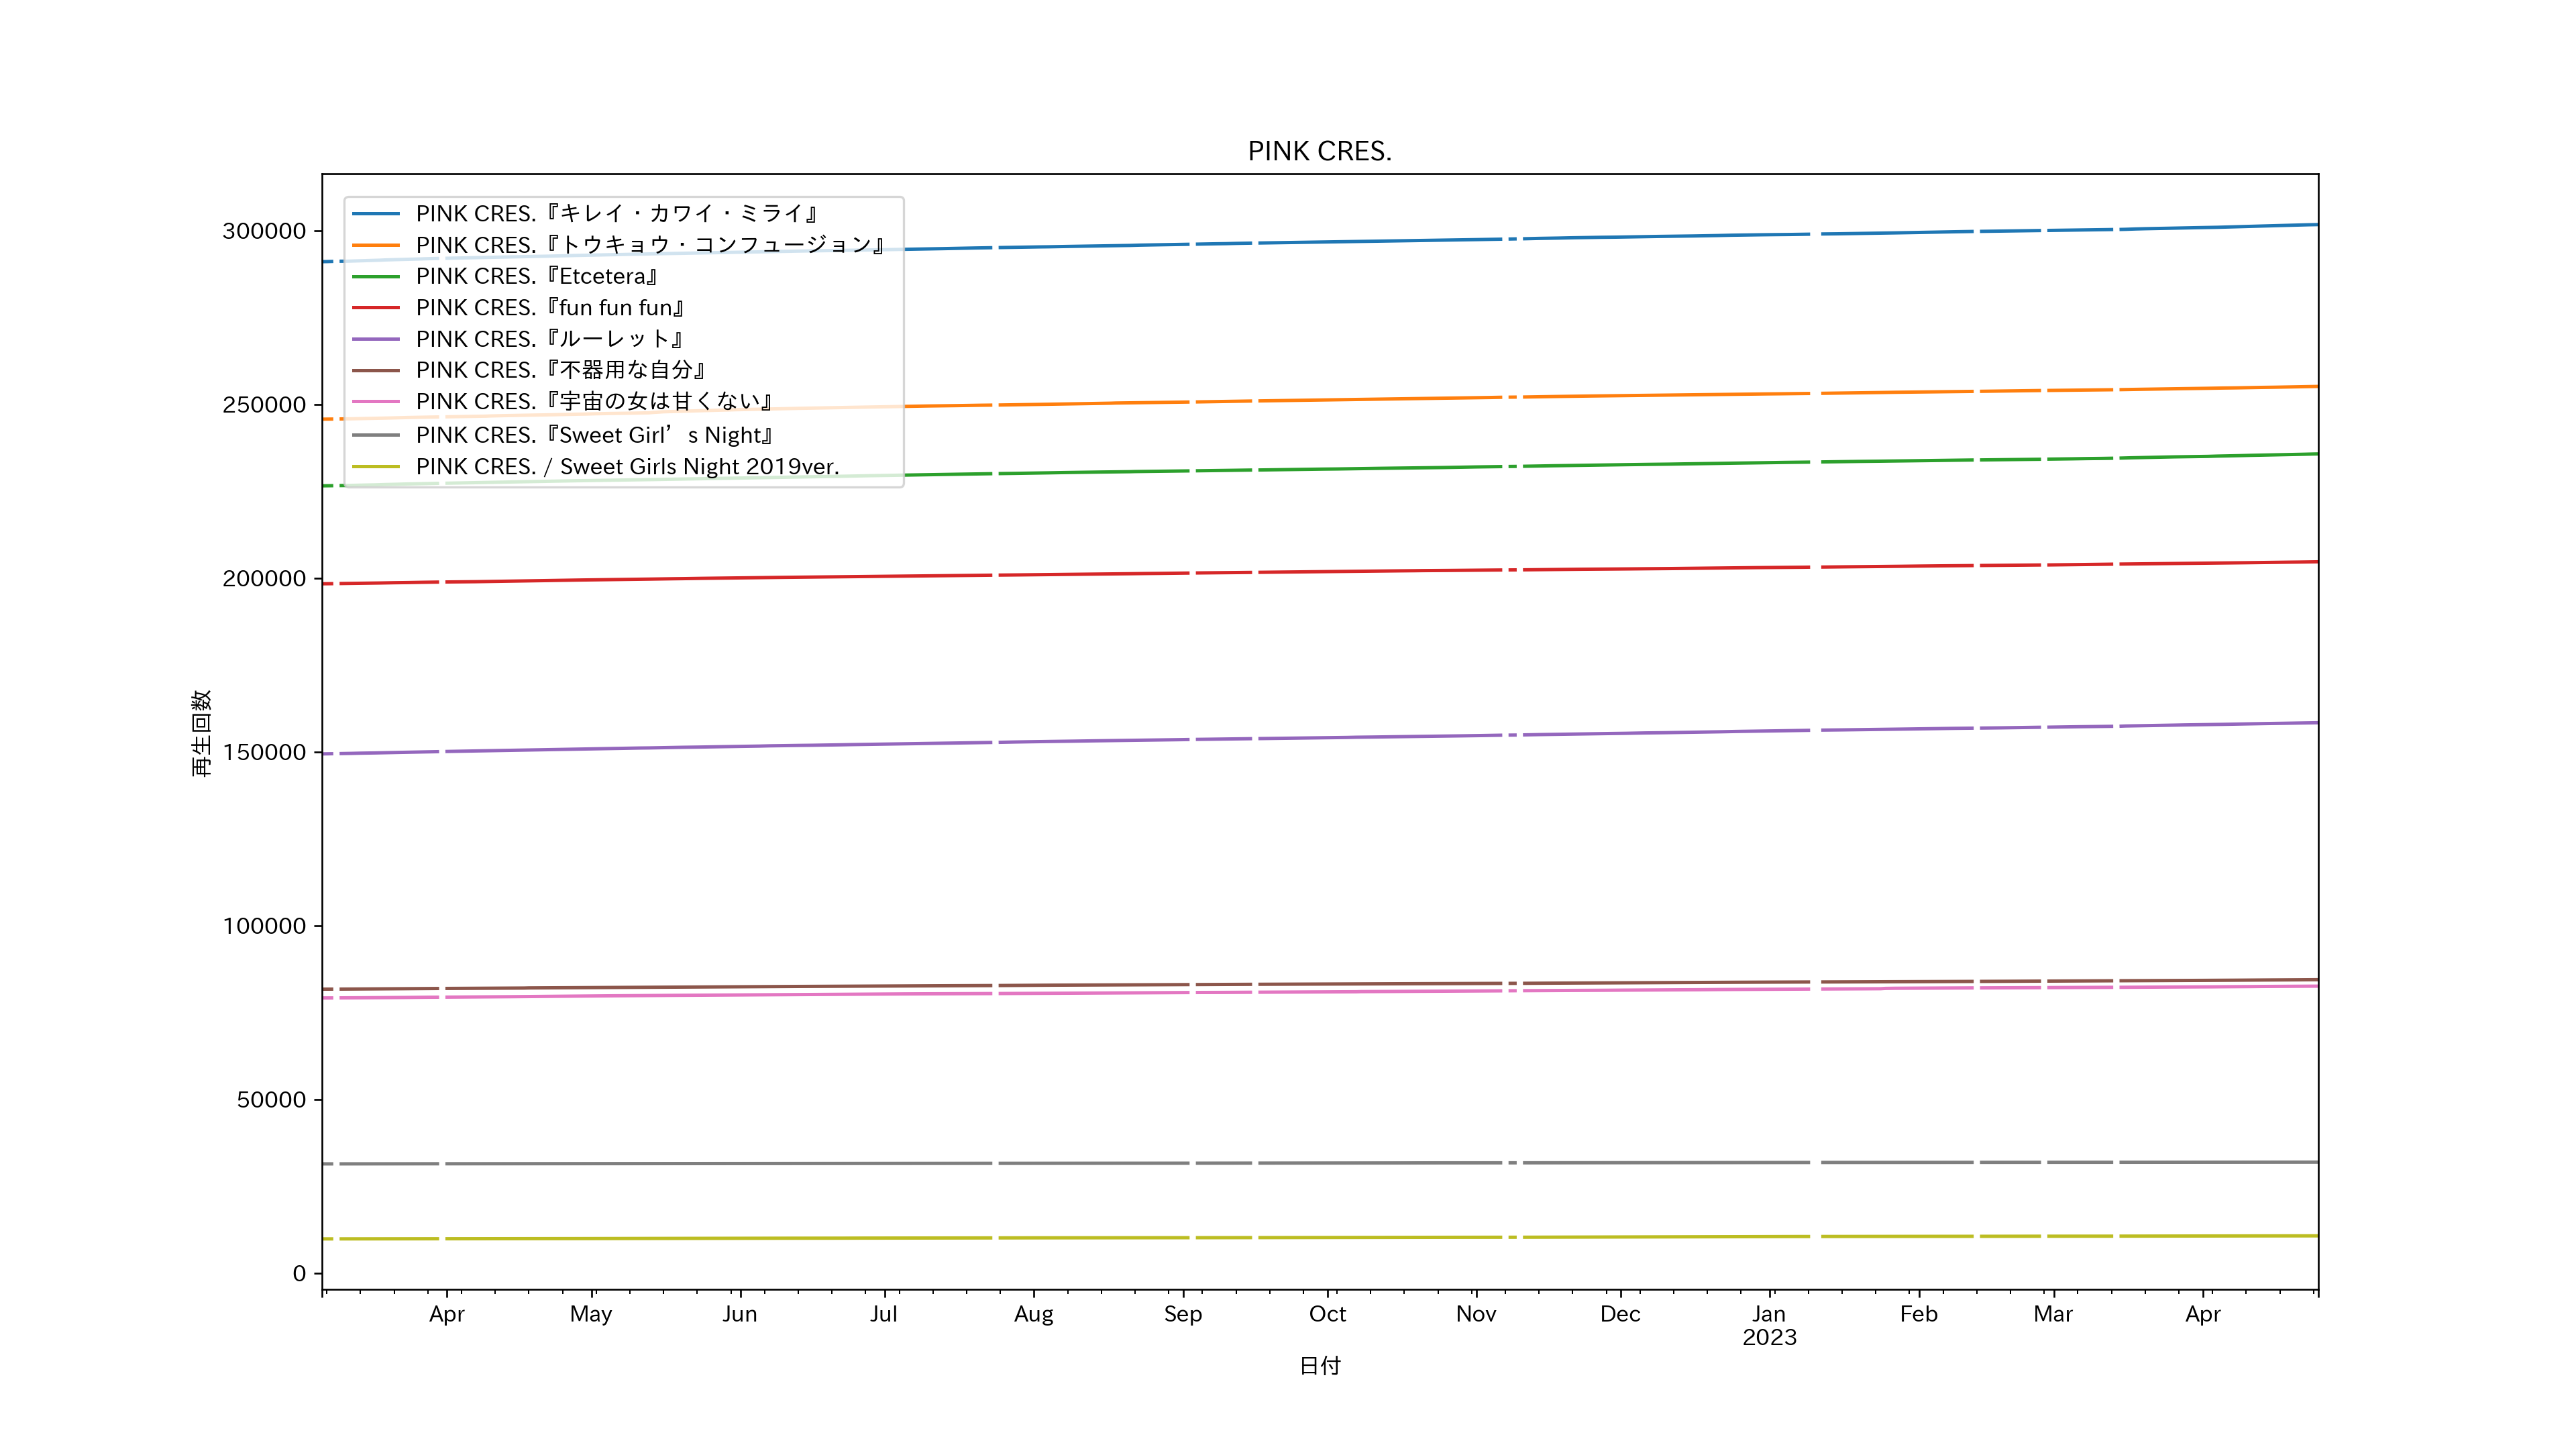 PINK CRES.
PINK CRES.『キレイ・カワイ・ミライ』
PINK CRES.『トウキョウ・コンフュージョン』
PINK CRES.『Etcetera』
PINK CRES.『fun fun fun』
PINK CRES.『ルーレット』
PINK CRES.『不器用な自分』
PINK CRES.『宇宙の女は甘くない』
PINK CRES.『Sweet Girl’s Night』
PINK CRES. / Sweet Girls Night 2019ver.
300000
250000
200000
150000
100000
50000
0
再生回数
Apr May Jun Jul Aug Sep Oct Nov Dec Jan Feb Mar Apr
2023
日付